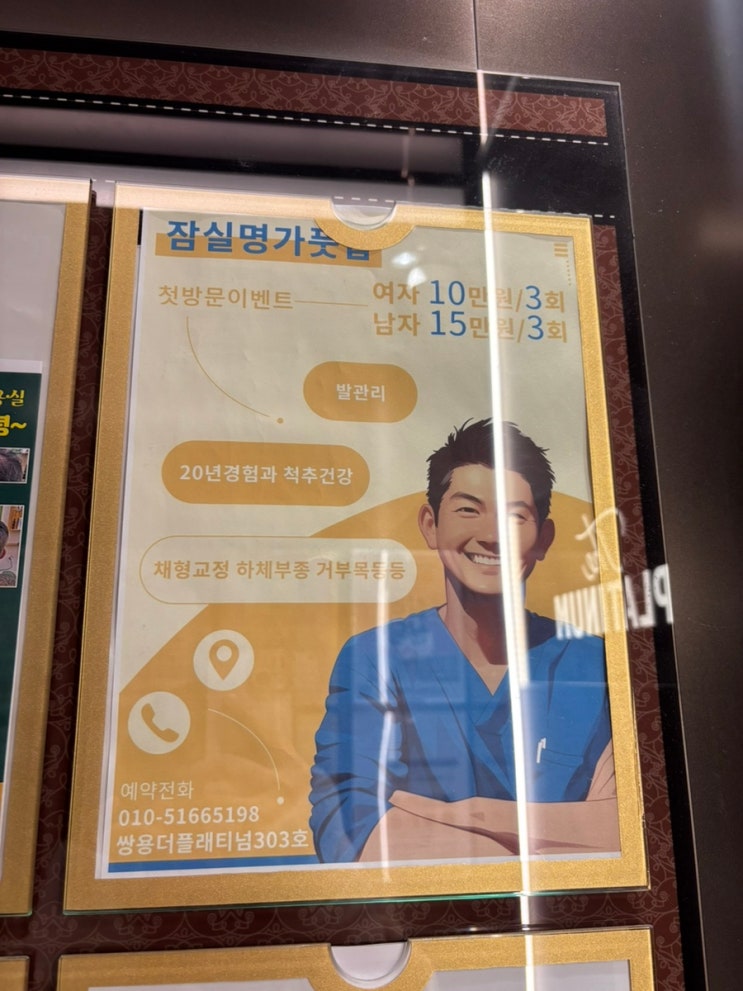 잠실명가풋샵
첫방문이벤트
여자 10만원/3회
남자 15만원/3회
발관리
20년경험과 척추건강
채형교정 하체부종 거부목등등
예약전화
010-51665198
쌍용더플래티넘303호
PLATINUM